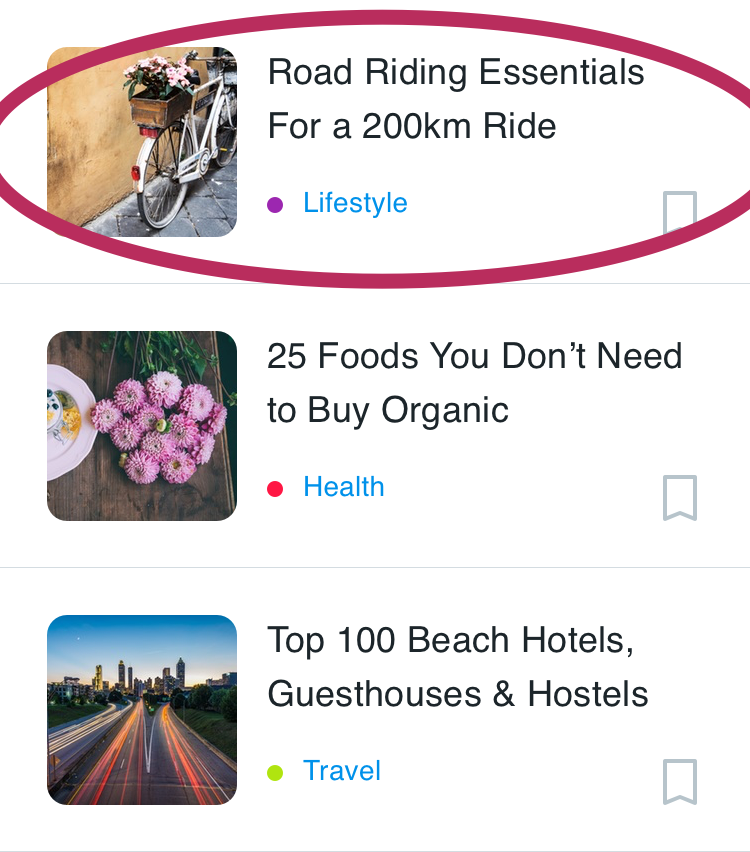 Road Riding Essentials
For a 200km Ride
Lifestyle
25 Foods You Don’t Need
to Buy Organic
Health
Top 100 Beach Hotels,
Guesthouses & Hostels
Travel